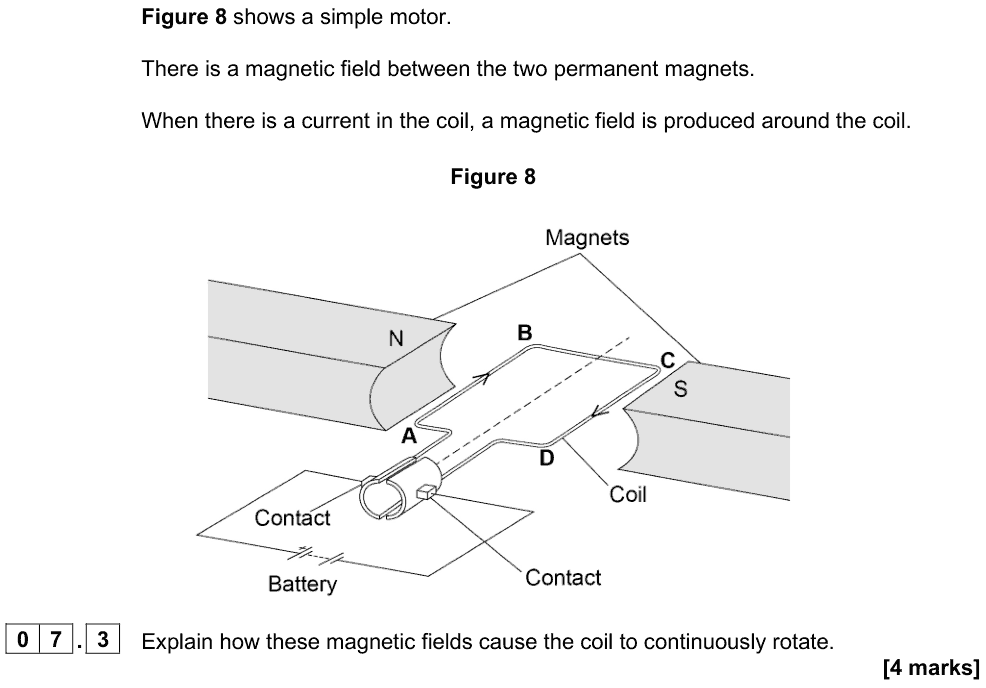 Figure 8 shows a simple motor.
There is a magnetic field between the two permanent magnets.
When there is a current in the coil, a magnetic field is produced around the coil.
Figure 8
Magnets
N
B
C
S
A
D
Coil
Contact
Contact
Battery
0 7 . 3 Explain how these magnetic fields cause the coil to continuously rotate.
[4 marks]